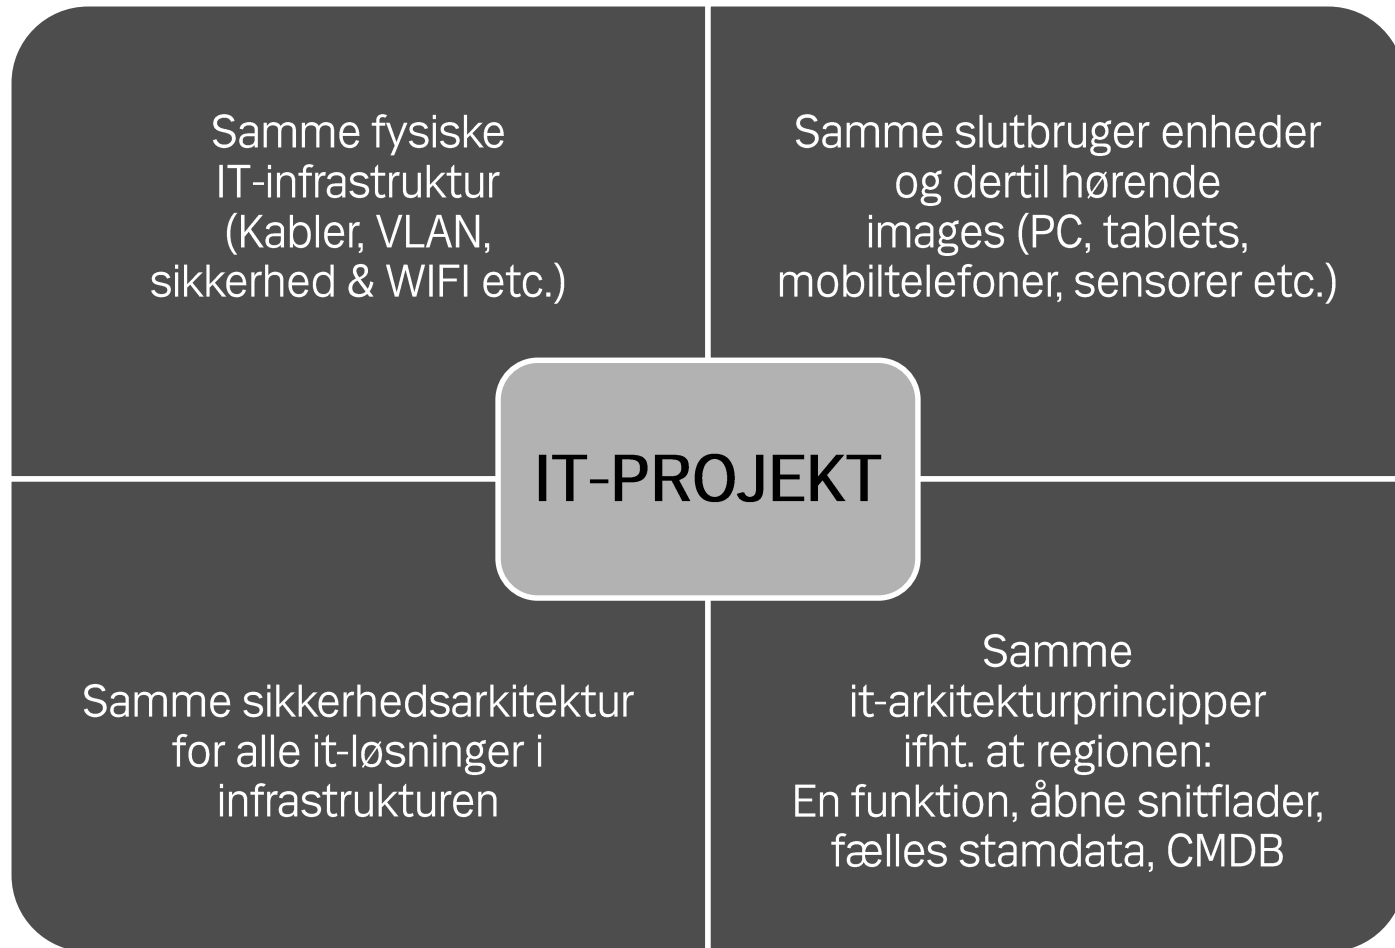 Samme fysiske
IT-infrastruktur
(Kabler, VLAN,
sikkerhed & WIFI etc.)
Samme slutbruger enheder
og dertil hørende
images (PC, tablets,
mobiltelefoner, sensorer etc.)
IT-PROJEKT
Samme sikkerhedsarkitektur
for alle it-løsninger i
infrastrukturen
Samme
it-arkitekturprincipper
ifht. at regionen:
En funktion, åbne snitflader,
fælles stamdata, CMDB